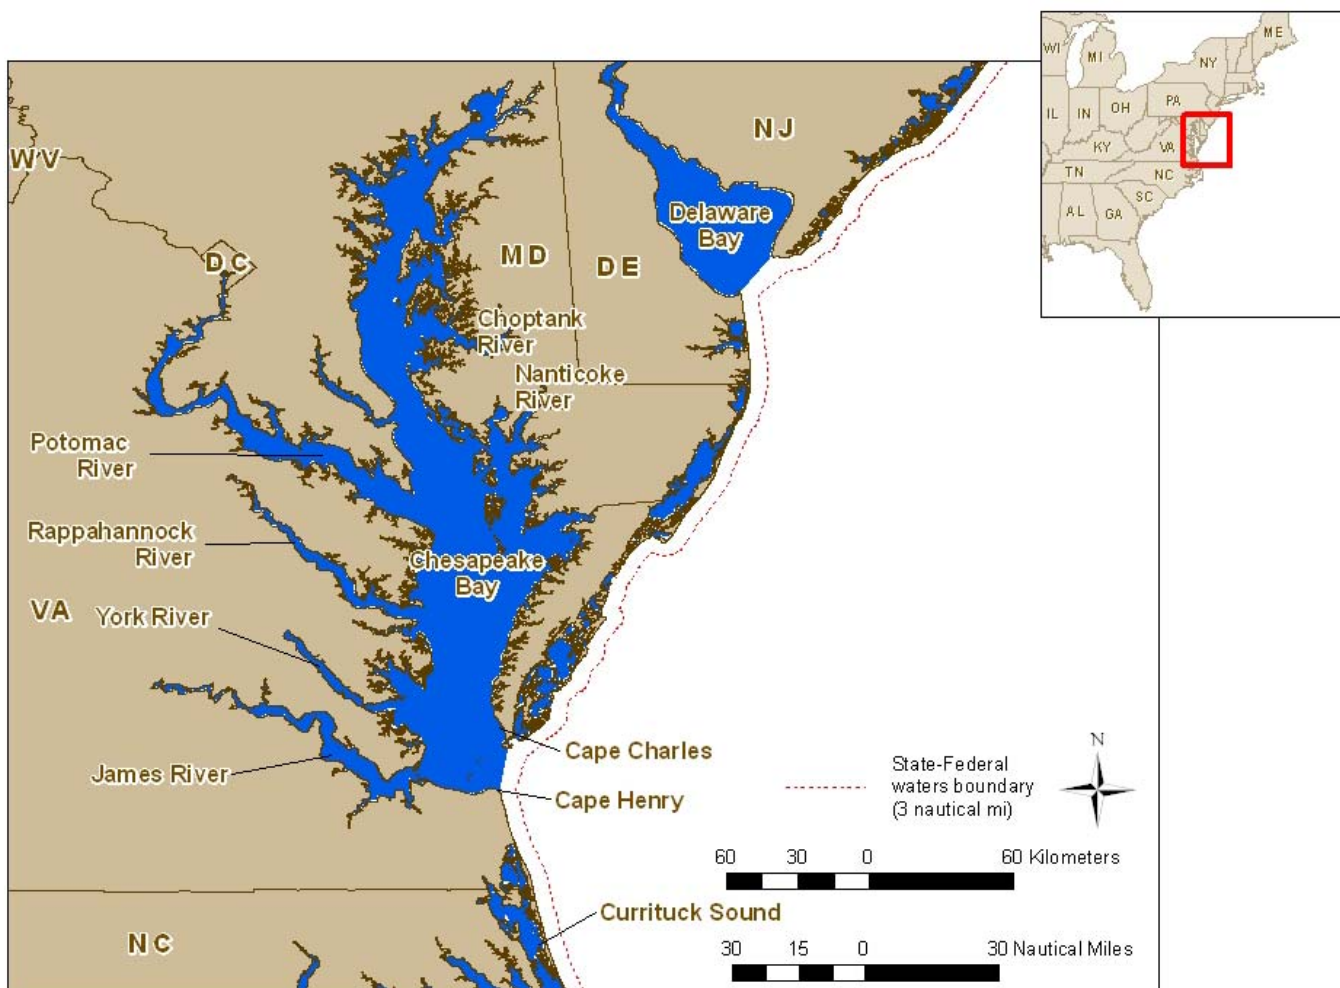 ME
WI
MI
NY
PA
IL
IN
OH
KY
VA
TN
NC
SC
AL
GA
NJ
WV
Delaware
Bay
DC
MD
DE
Choptank
River
Nanticoke
River
Potomac
River
Rappahannock
River
Chesapeake
Bay
VA
York River
James River
Cape Charles
Cape Henry
N
State-Federal
waters boundary
(3 nautical mi)
60 30 0 60 Kilometers
Currituck Sound
NC
30 15 0 30 Nautical Miles